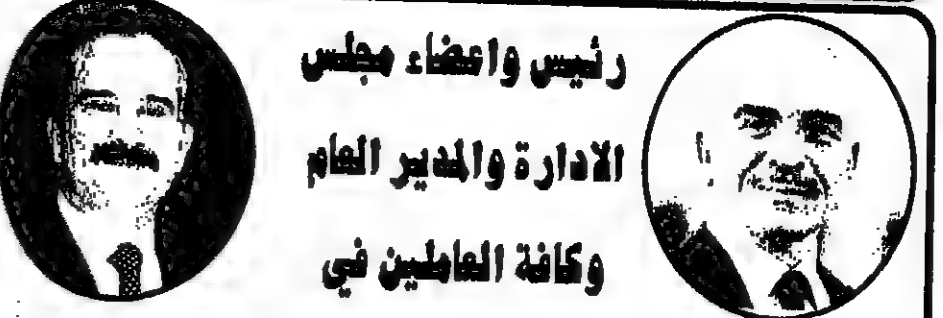 رئيس واعضاء مجلس
الادارة والمدير العام
وكافة العاملين في